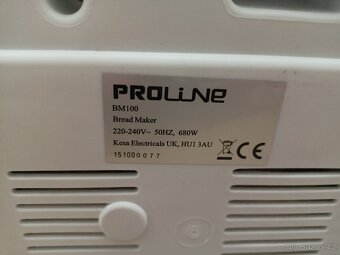 PROLINE
BM100
Bread Maker
220-240V~ 50HZ, 680W
Kesa Electricals UK, HU1 3AU
151000077
CE